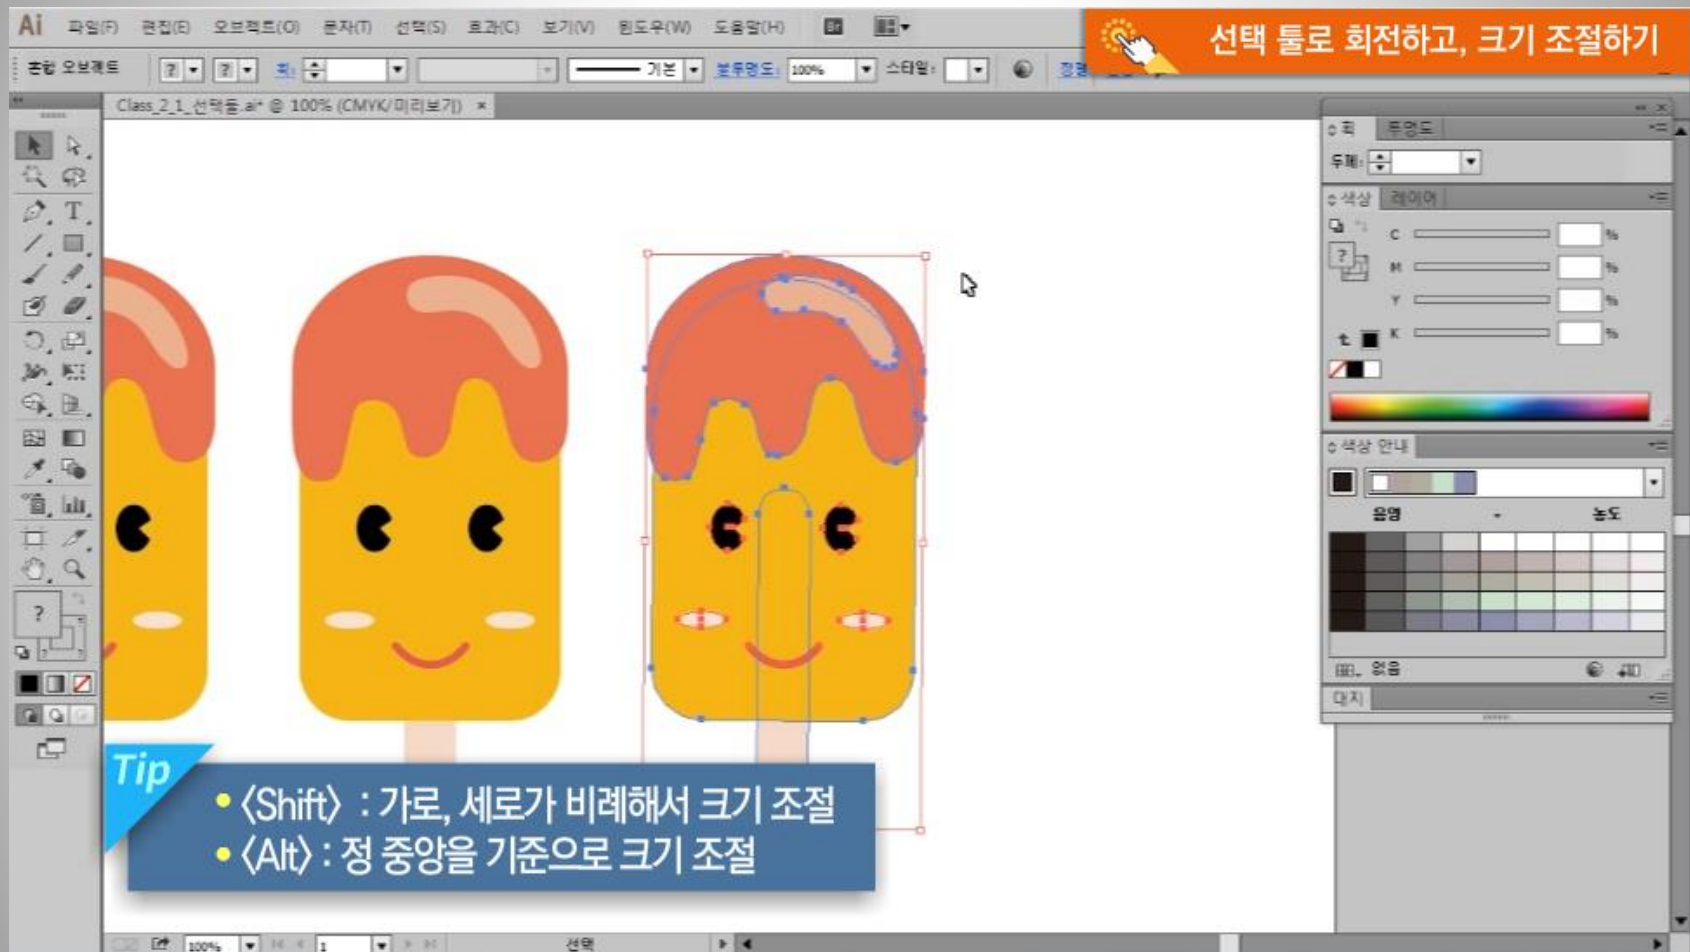 Ai 파일(F) 편집(E) 오브젝트(O) 문자(T) 선택(S) 효과(C) 보기(V) 윈도우(W) 도움말(H) Br
선택 툴로 회전하고, 크기 조절하기
혼합 오브젝트 ? ? 획: 기본 불투명도: 100% 스타일:
Class_2_1_선택툴.ai* @ 100% (CMYK/미리보기) ×
획 투명도
두께:
색상 레이어
C %
M %
Y %
K %
?
색상 안내
음영 - 농도
없음
대지
T
?
Tip
• 〈Shift〉 : 가로, 세로가 비례해서 크기 조절
• 〈Alt〉 : 정 중앙을 기준으로 크기 조절
100% 1 선택